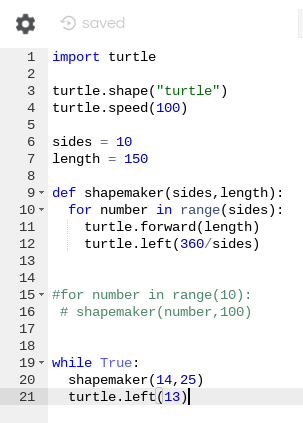 saved
1 import turtle
2
3 turtle.shape("turtle")
4 turtle.speed(100)
5
6 sides = 10
7 length = 150
8
9 def shapemaker(sides,length):
10   for number in range(sides):
11     turtle.forward(length)
12     turtle.left(360/sides)
13
14
15 #for number in range(10):
16  # shapemaker(number,100)
17
18
19 while True:
20   shapemaker(14,25)
21   turtle.left(13)